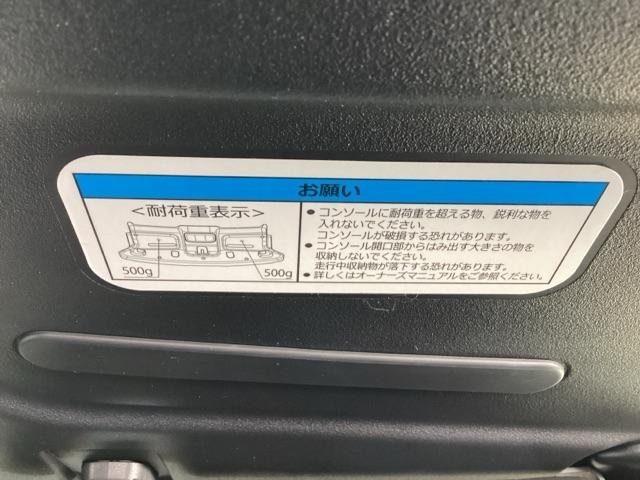 お願い
＜耐荷重表示＞
500g
500g
● コンソールに耐荷重を超える物、鋭利な物を
入れないでください。
コンソールが破損する恐れがあります。
● コンソール開口部からはみ出す大きさの物を
収納しないでください。
走行中収納物が落下する恐れがあります。
● 詳しくはオーナーズマニュアルをご参照ください。